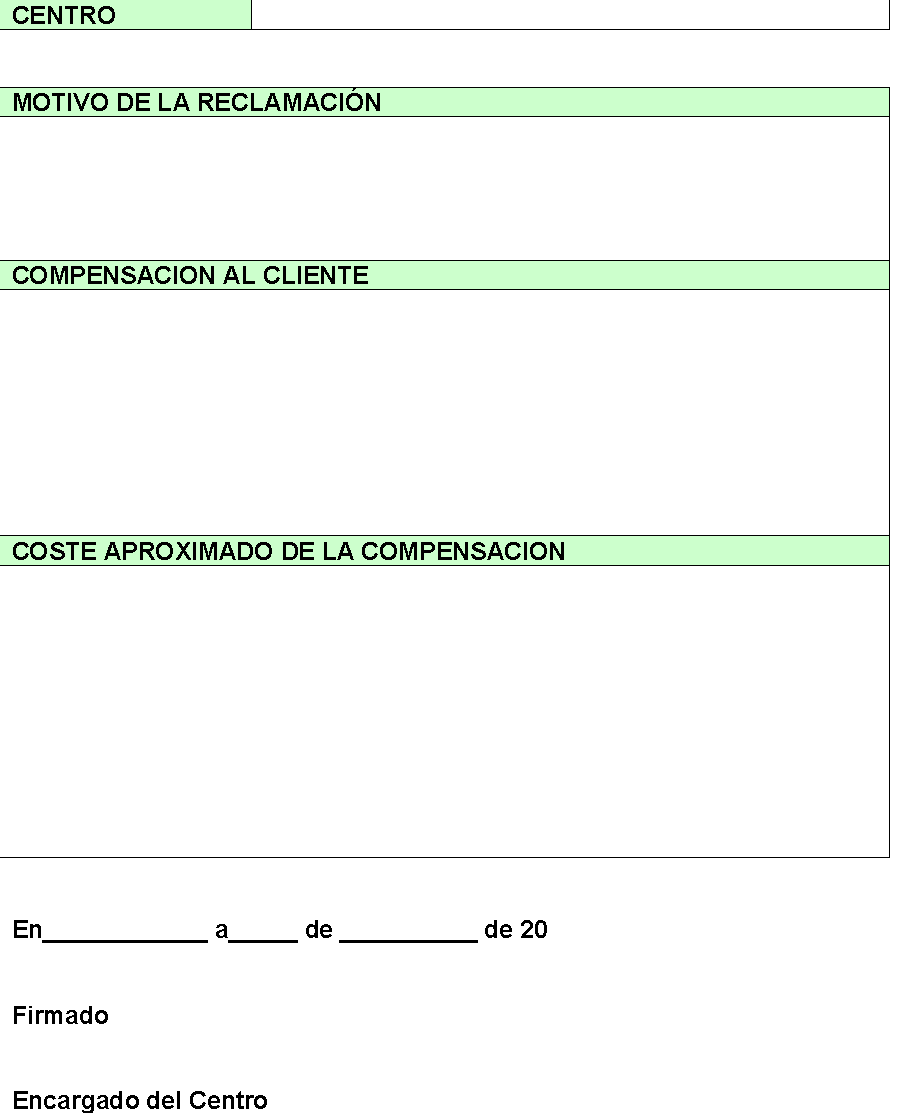 CENTRO
MOTIVO DE LA RECLAMACIÓN
COMPENSACION AL CLIENTE
COSTE APROXIMADO DE LA COMPENSACION
En____________ a_____ de __________ de 20
Firmado
Encargado del Centro